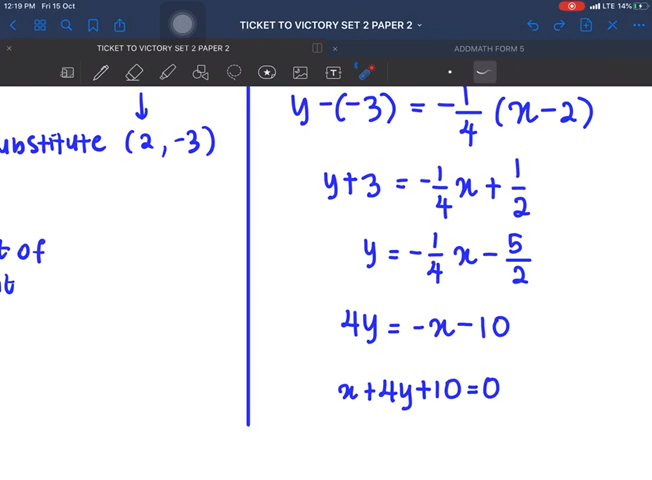 12:19 PM Fri 15 Oct
LTE 14%
TICKET TO VICTORY SET 2 PAPER 2
TICKET TO VICTORY SET 2 PAPER 2
ADDMATH FORM 5
ubstitute (2, -3)
t of
t
y-(-3) = -1/4 (x-2)
y+3 = -1/4 x + 1/2
y = -1/4 x - 5/2
4y = -x - 10
x+4y+10=0